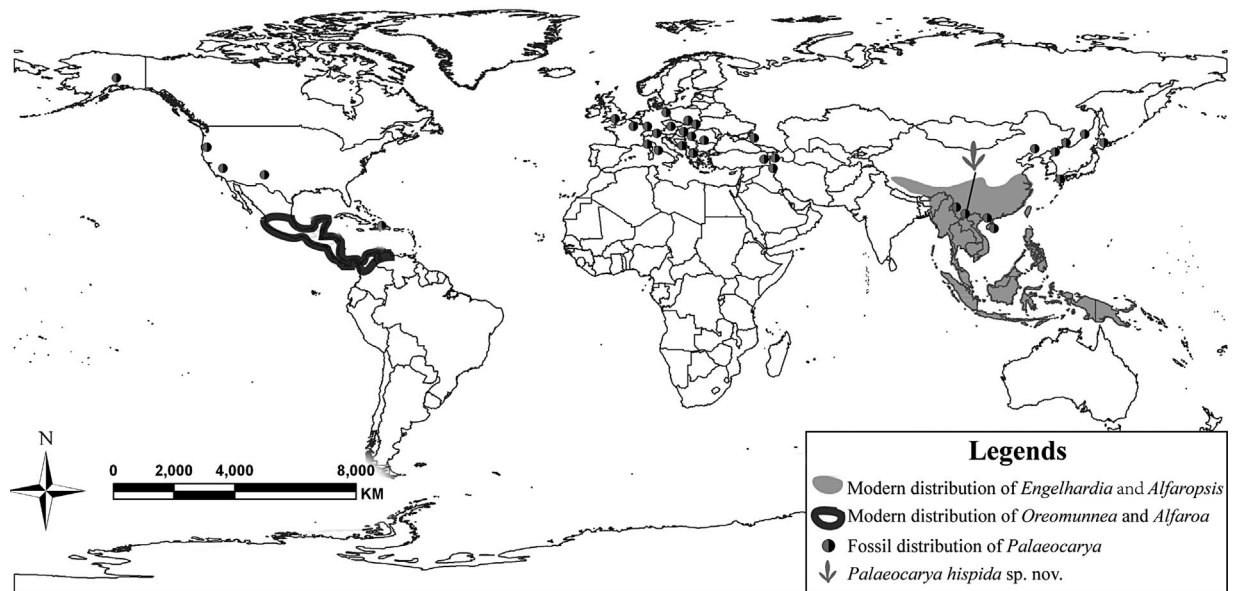 N
0 2,000 4,000 8,000
KM
Legends
Modern distribution of Engelhardia and Alfaropsis
Modern distribution of Oreomunnea and Alfaroa
Fossil distribution of Palaeocarya
Palaeocarya hispida sp. nov.